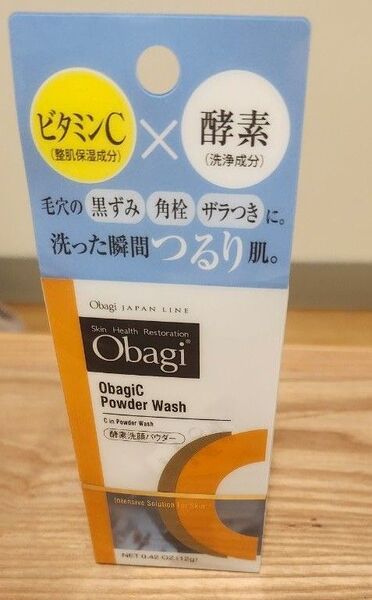 ビタミンC
(整肌保湿成分)
×
酵素
(洗浄成分)
毛穴の 黒ずみ 角栓 ザラつき に。
洗った瞬間つるり肌。
Obagi JAPAN LINE
Skin Health Restoration
Obagi®
ObagiC
Powder Wash
C in Powder Wash
酵素洗顔パウダー
Intensive Solution For Skin
NET 0.42 OZ.(12g)